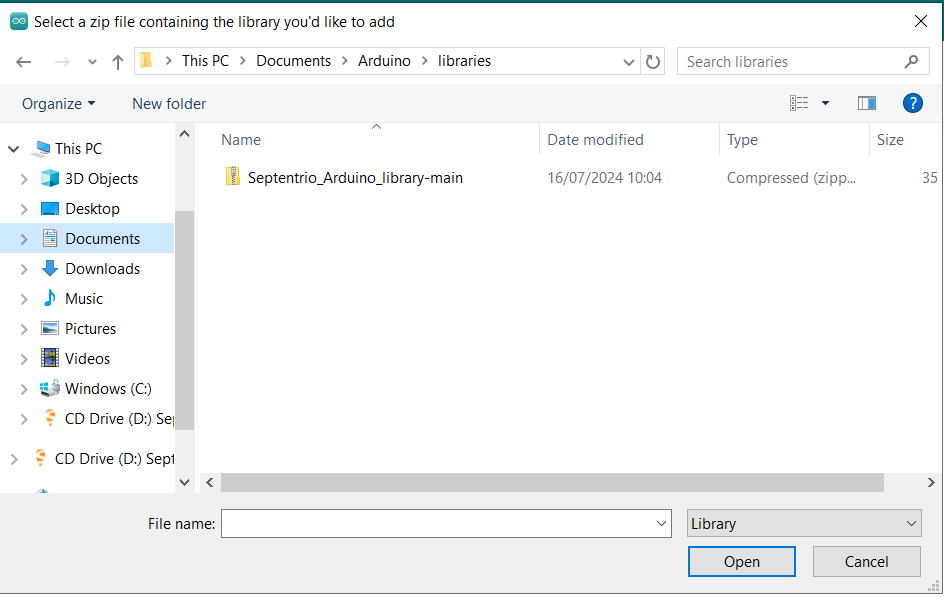 Select a zip file containing the library you'd like to add
This PC > Documents > Arduino > libraries
Search libraries
Organize
New folder
Name
Date modified
Type
Size
Septentrio_Arduino_library-main
16/07/2024 10:04
Compressed (zipp...
35
This PC
3D Objects
Desktop
Documents
Downloads
Music
Pictures
Videos
Windows (C:)
CD Drive (D:) Sep
CD Drive (D:) Sept
File name:
Library
Open
Cancel